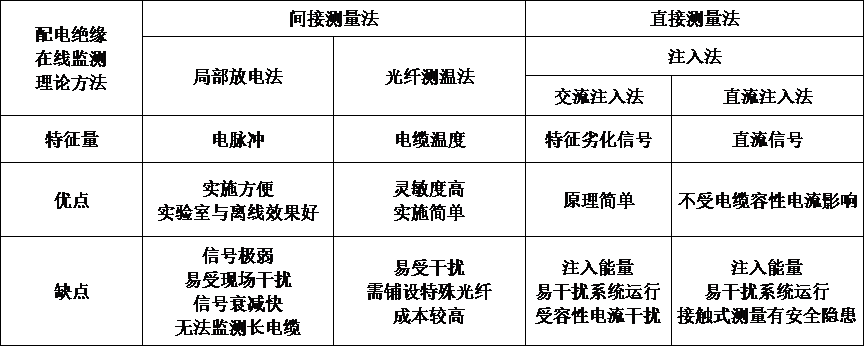 配电绝缘
在线监测
理论方法
间接测量法
直接测量法
局部放电法
光纤测温法
注入法
交流注入法
直流注入法
特征量
电脉冲
电缆温度
特征劣化信号
直流信号
优点
实施方便
实验室与离线效果好
灵敏度高
实施简单
原理简单
不受电缆容性电流影响
缺点
信号极弱
易受现场干扰
信号衰减快
无法监测长电缆
易受干扰
需铺设特殊光纤
成本较高
注入能量
易干扰系统运行
受容性电流干扰
注入能量
易干扰系统运行
接触式测量有安全隐患